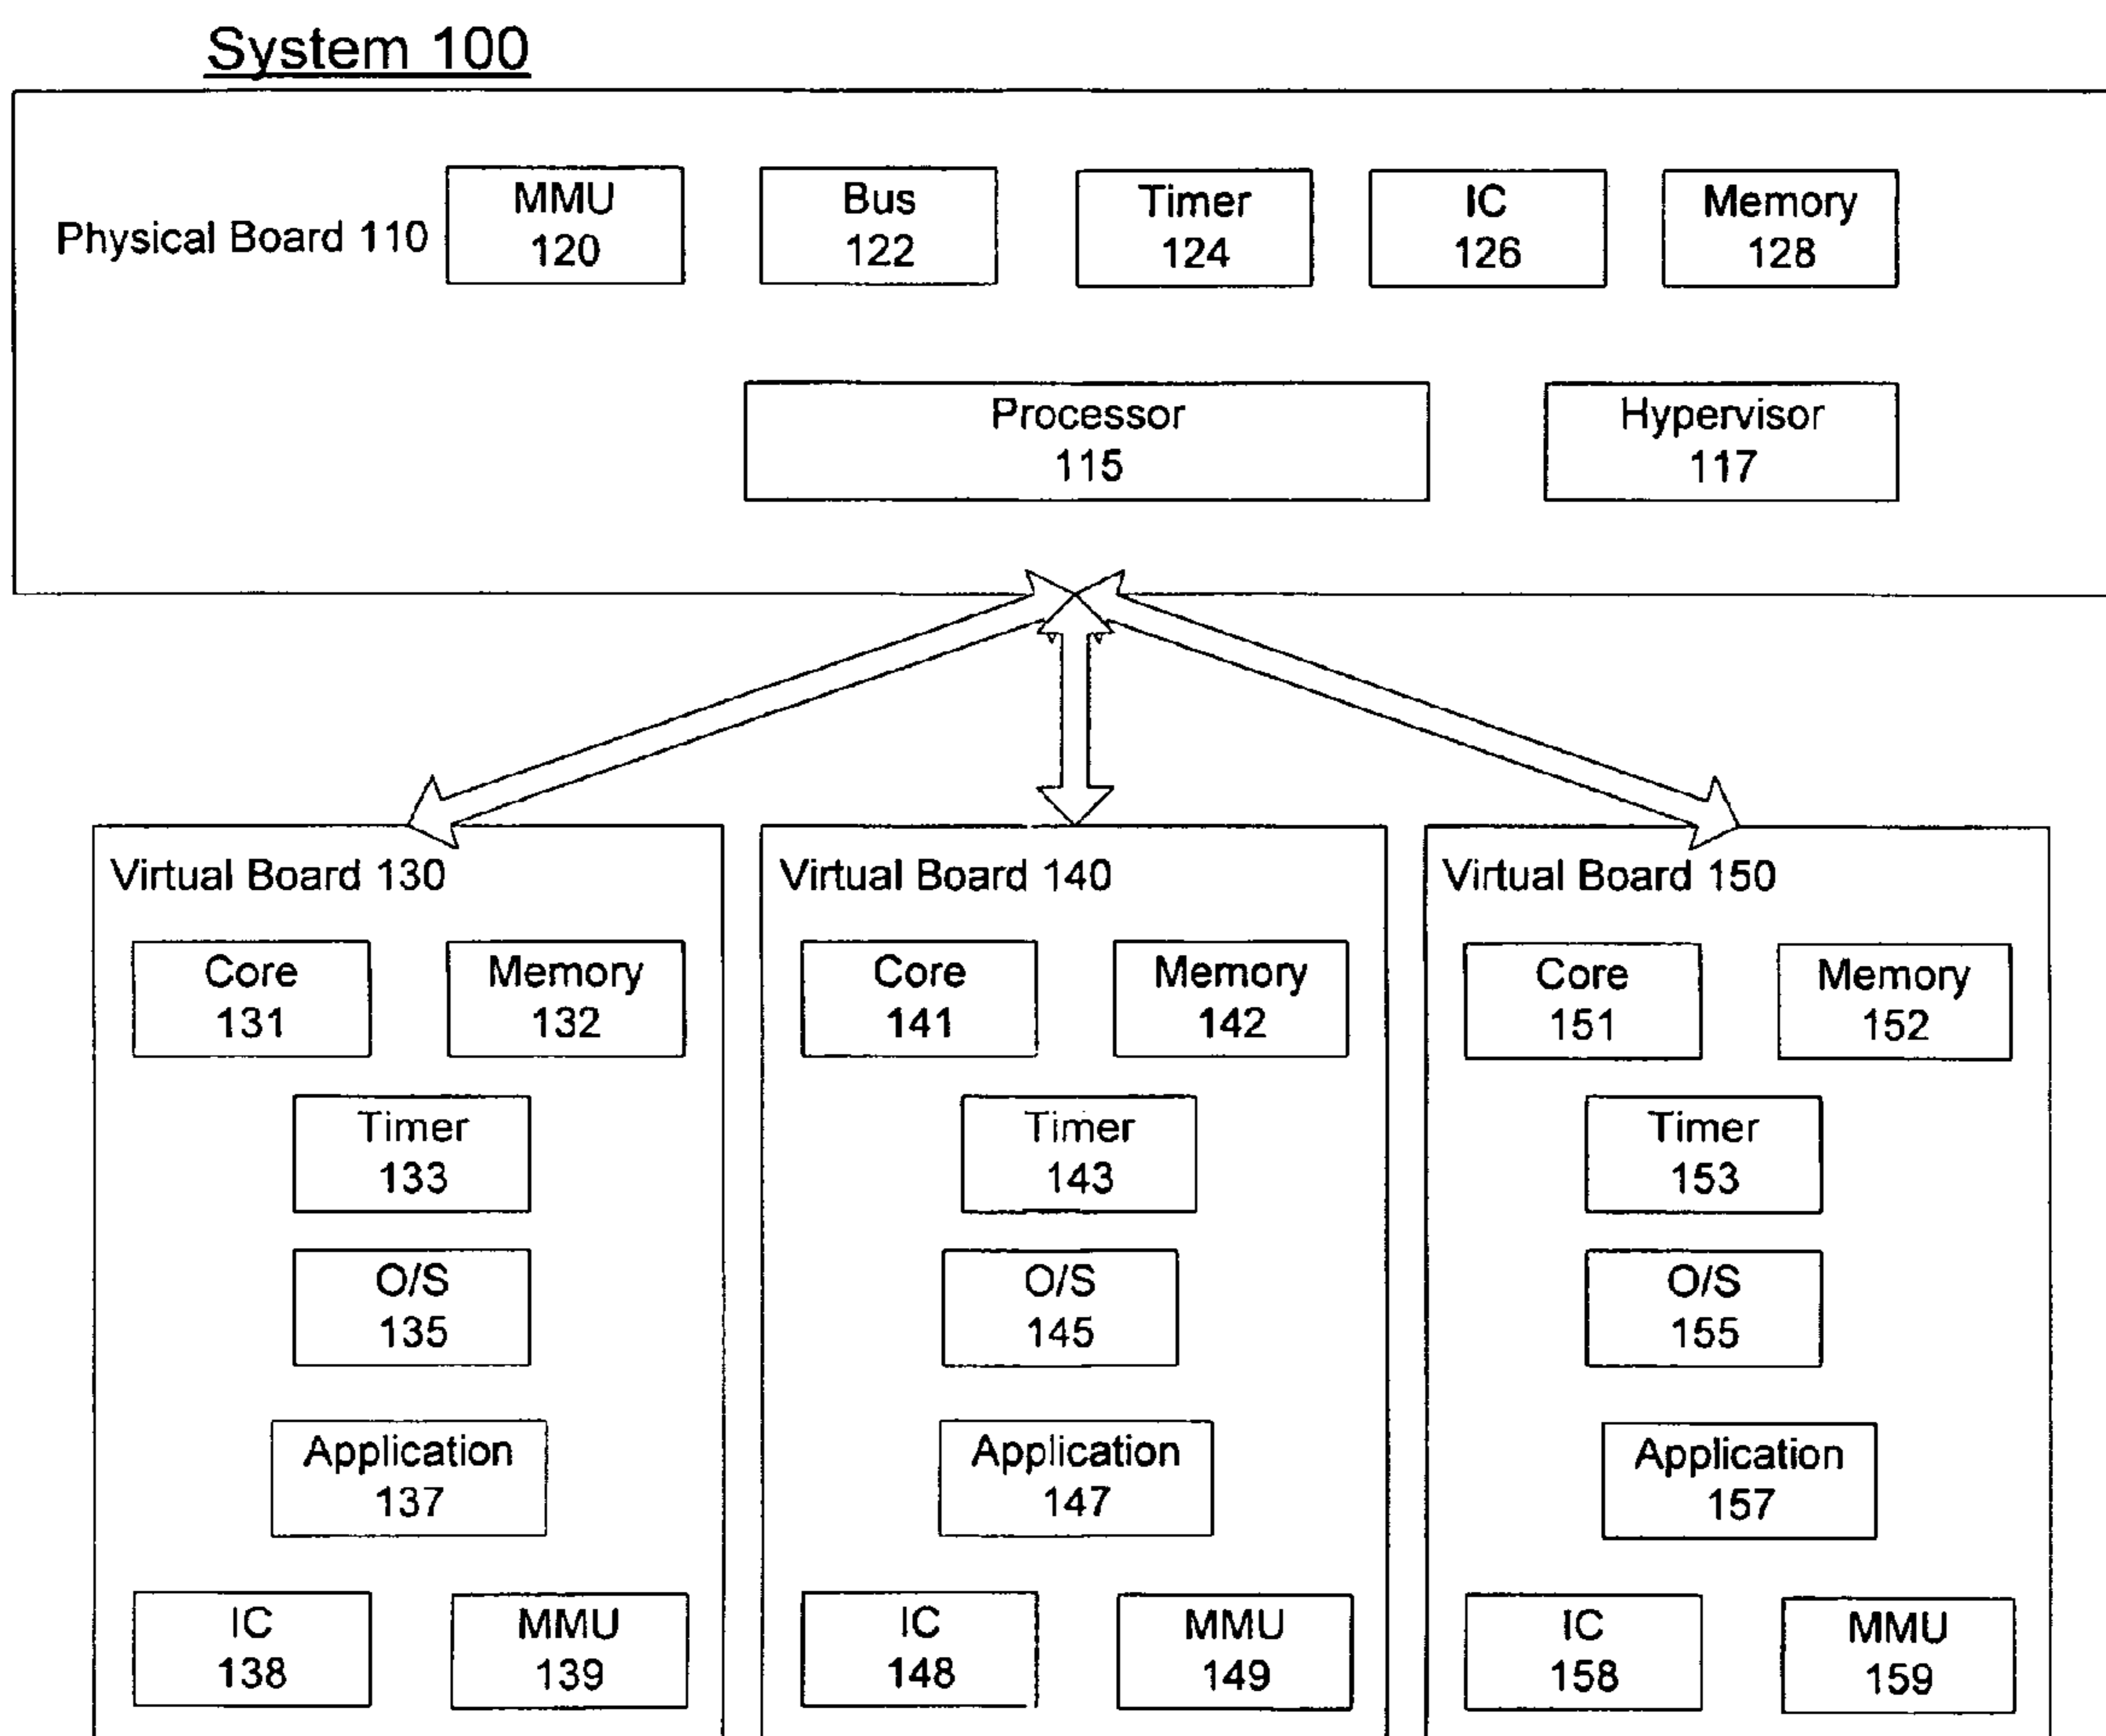 System 100
Physical Board 110
MMU
120
Bus
122
Timer
124
IC
126
Memory
128
Processor
115
Hypervisor
117
Virtual Board 130
Core
131
Memory
132
Timer
133
O/S
135
Application
137
IC
138
MMU
139
Virtual Board 140
Core
141
Memory
142
Timer
143
O/S
145
Application
147
IC
148
MMU
149
Virtual Board 150
Core
151
Memory
152
Timer
153
O/S
155
Application
157
IC
158
MMU
159